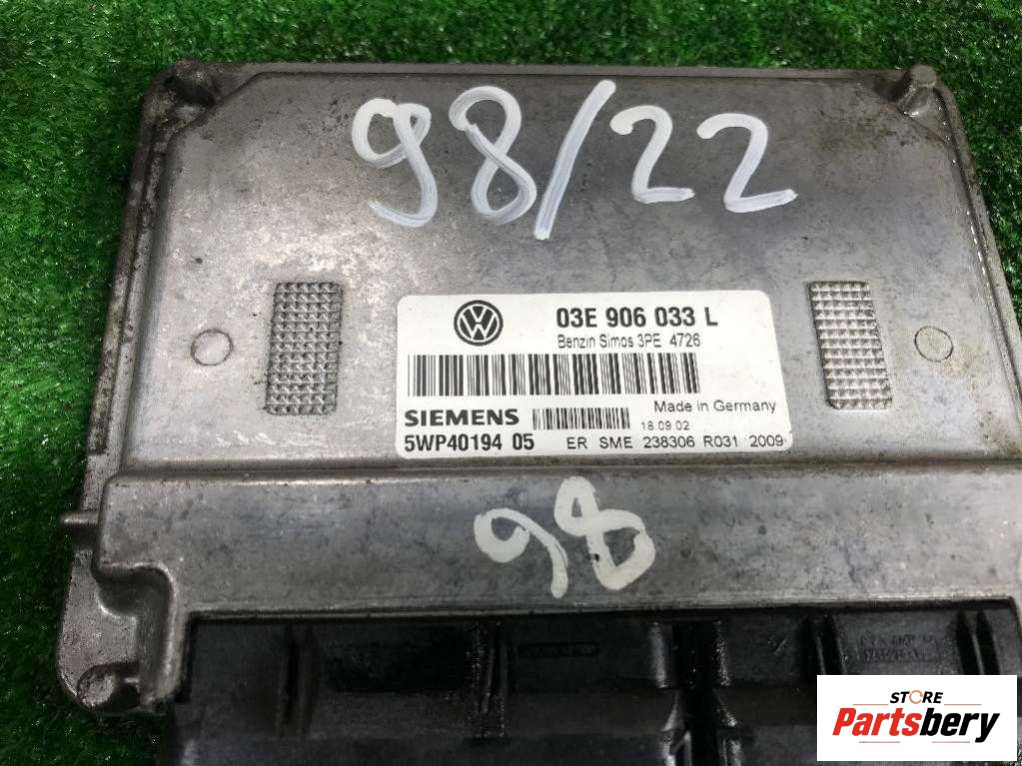 98/22
VW
03E 906 033 L
Benzin Simos 3PE 4726
SIEMENS
Made in Germany
18.09.02
5WP40194 05
ER SME 238306 R031 2009
98
STORE
Partsbery